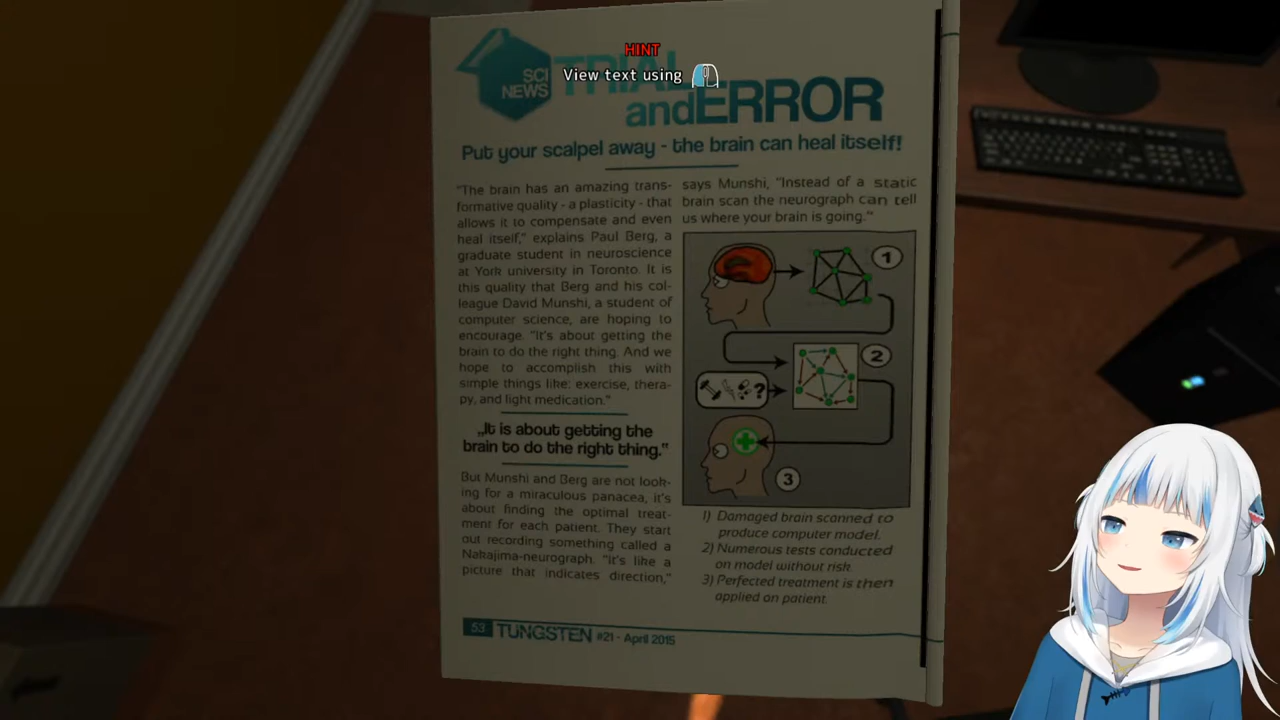 HINT
View text using
SCI
NEWS
TRIAL
andERROR
Put your scalpel away - the brain can heal itself!
"The brain has an amazing trans-
formative quality - a plasticity - that
allows it to compensate and even
heal itself," explains Paul Berg, a
graduate student in neuroscience
at York university in Toronto. It is
this quality that Berg and his col-
league David Munshi, a student of
computer science, are hoping to
encourage. "It's about getting the
brain to do the right thing. And we
hope to accomplish this with
simple things like: exercise, thera-
py, and light medication."
„It is about getting the
brain to do the right thing."
But Munshi and Berg are not look-
ing for a miraculous panacea, it's
about finding the optimal treat-
ment for each patient. They start
out recording something called a
Nakajima-neurograph. "It's like a
picture that indicates direction,"
says Munshi, "Instead of a static
brain scan the neurograph can tell
us where your brain is going."
1
2
?
3
1) Damaged brain scanned to
produce computer model.
2) Numerous tests conducted
on model without risk.
3) Perfected treatment is then
applied on patient.
53 TUNGSTEN #21 - April 2015